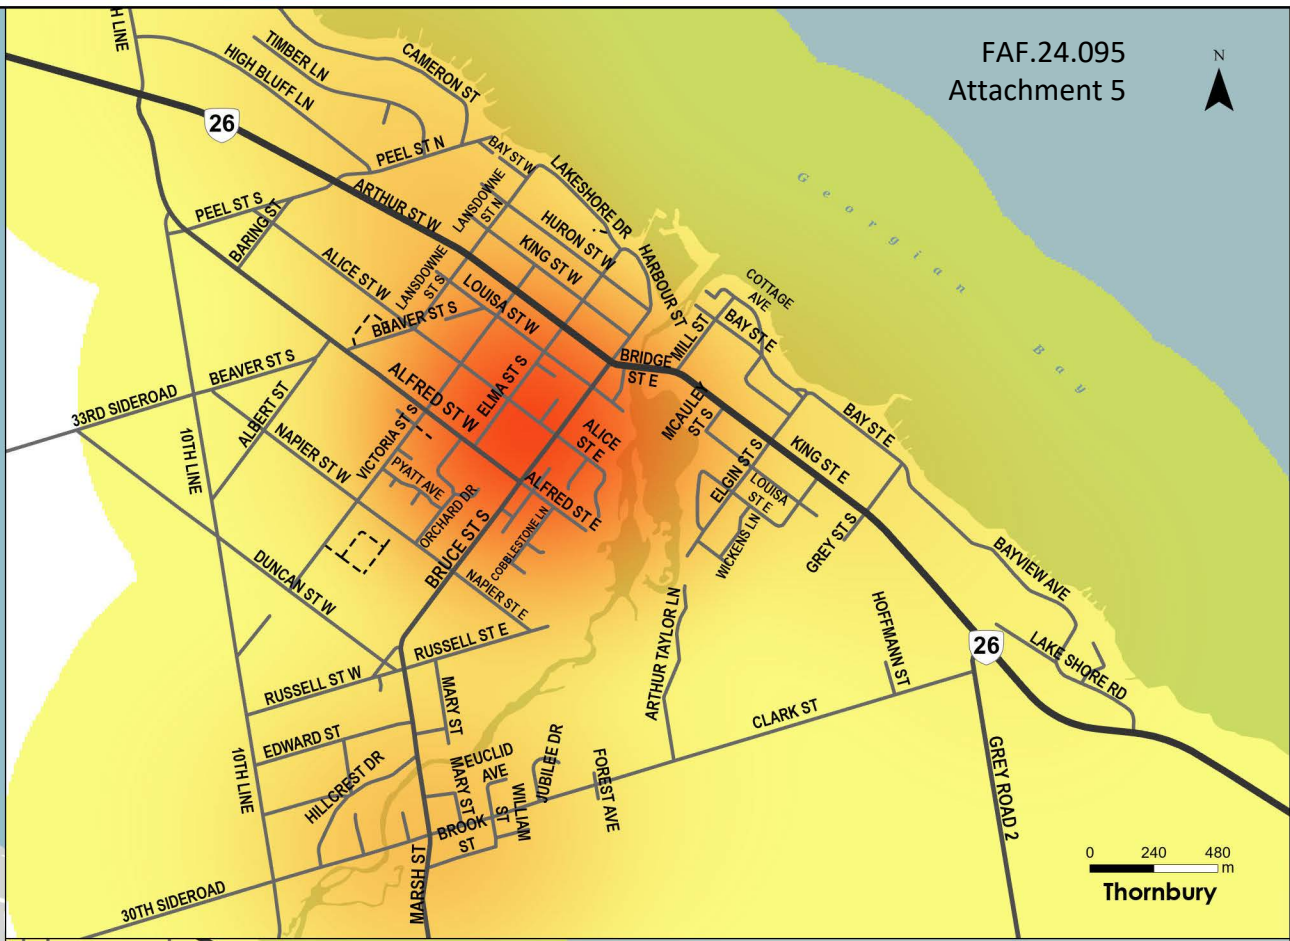 FAF.24.095
Attachment 5
N
H LINE
TIMBER LN
HIGH BLUFF LN
CAMERON ST
26
PEEL ST N
BAY ST W
LAKESHORE DR
ARTHUR ST W
LANSDOWNE
ST N
PEEL ST S
BARING ST
HURON ST W
KING ST W
HARBOUR ST
Georgian Bay
ALICE ST W
LANSDOWNE
ST S
LOUISA ST W
BEAVER ST S
COTTAGE
AVE
MILL ST
BAY ST E
BRIDGE
ST E
BEAVER ST S
33RD SIDEROAD
ALBERT ST
ALFRED ST W
ELMA ST S
MCAULEY
ST S
ALICE
ST E
BAY ST E
10TH LINE
NAPIER ST W
VICTORIA ST S
PYATT AVE
ORCHARD DR
ALFRED ST E
ELGIN ST S
KING ST E
LOUISA
ST E
WICKENS LN
GREY ST S
BRUCE ST S
COBBLESTONE LN
NAPIER ST E
DUNCAN ST W
BAYVIEW AVE
ARTHUR TAYLOR LN
HOFFMANN ST
26
LAKE SHORE RD
RUSSELL ST E
RUSSELL ST W
MARY ST
CLARK ST
EDWARD ST
10TH LINE
HILLCREST DR
EUCLID
AVE
MARY ST
JUBILEE DR
WILLIAM
ST
FOREST AVE
GREY ROAD 2
BROOK
ST
MARSH ST
30TH SIDEROAD
0 240 480
m
Thornbury